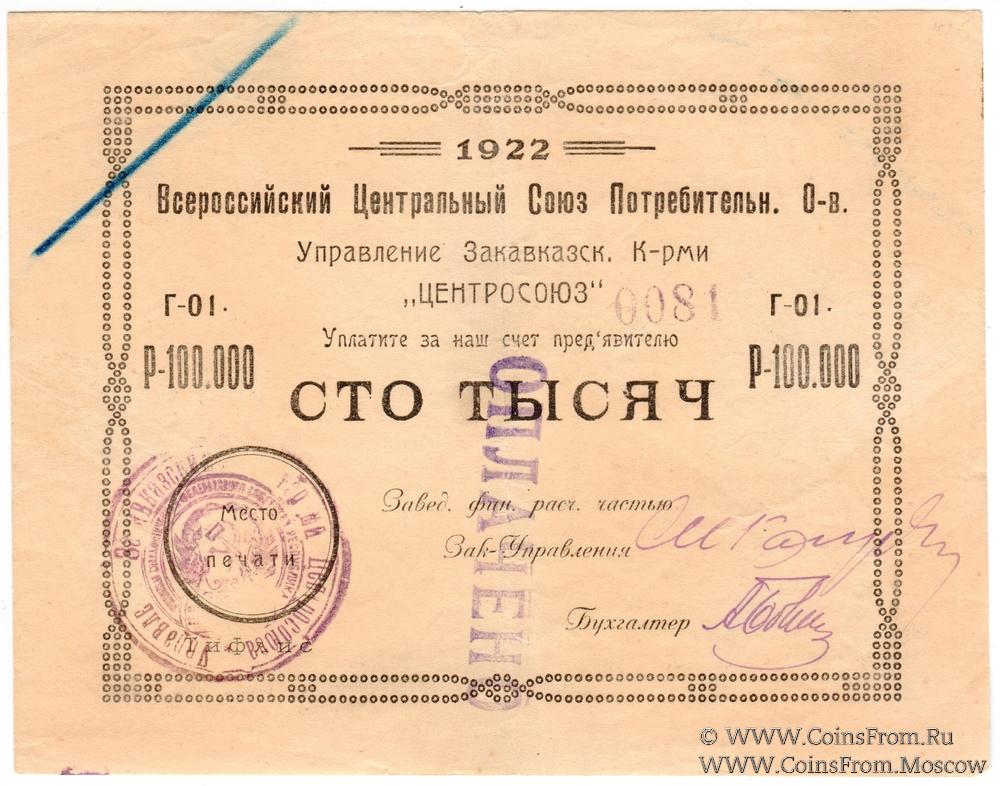 1922
Всероссийский Центральный Союз Потребительн. О-в.
Управление Закавказск. К-рми
„ЦЕНТРОСОЮЗ"
0081
Г-01.
Г-01.
Уплатите за наш счет пред'явителю
Р-100.000
Р-100.000
СТО ТЫСЯЧ
ОПЛАЧЕНО
Завед. фин. расч. частью
Зак-Управления
Место
печати
Бухгалтер
Тифлис
© WWW.CoinsFrom.Ru
WWW.CoinsFrom.Moscow